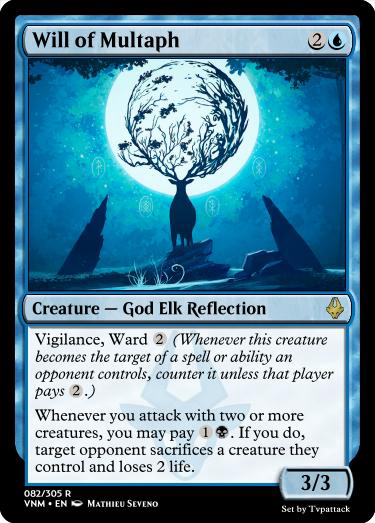 Will of Multaph 2
Creature — God Elk Reflection
Vigilance, Ward 2 (Whenever this creature
becomes the target of a spell or ability an
opponent controls, counter it unless that player
pays 2.)
Whenever you attack with two or more
creatures, you may pay 1. If you do,
target opponent sacrifices a creature they
control and loses 2 life.
3/3
082/305 R
VNM • EN Mathieu Seveno
Set by Tvpattack